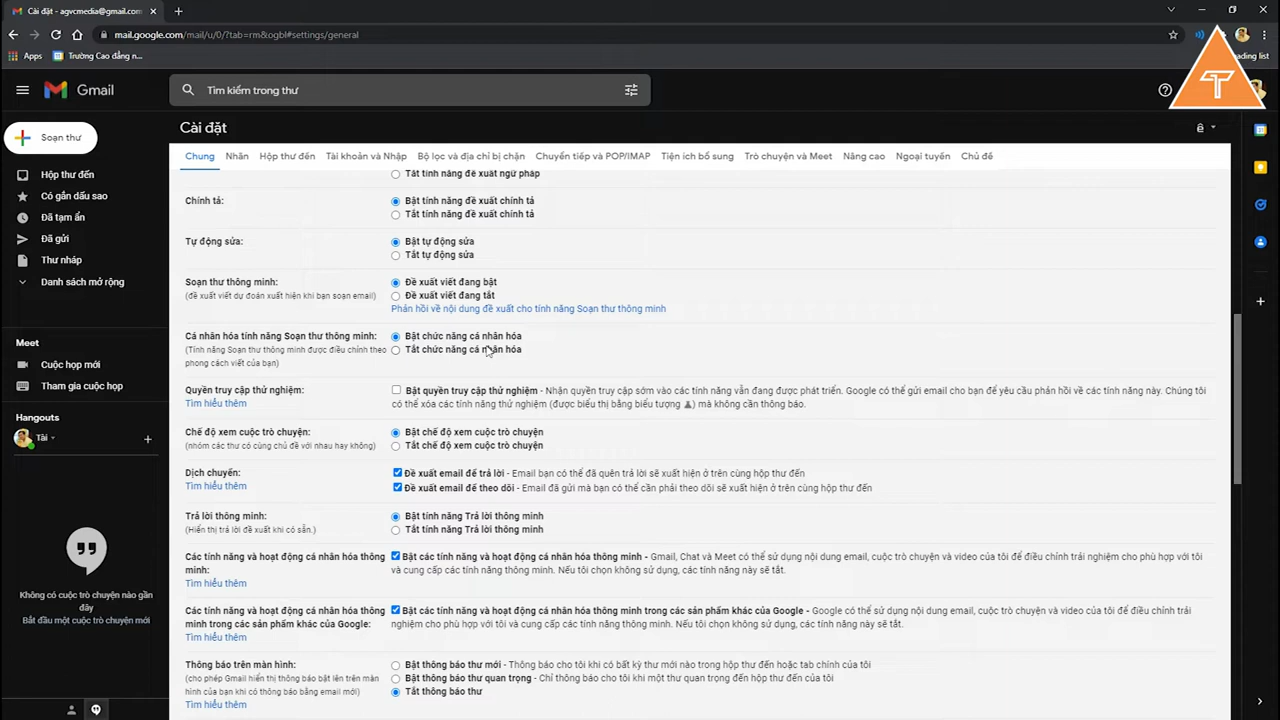 Cài đặt - agvcmedia@gmail.com
mail.google.com/mail/u/0/?tab=rm&ogbl#settings/general
Apps
Trường Cao đẳng n...
ading list
T
Gmail
Tìm kiếm trong thư
Soạn thư
Cài đặt
Chung
Nhãn
Hộp thư đến
Tài khoản và Nhập
Bộ lọc và địa chỉ bị chặn
Chuyển tiếp và POP/IMAP
Tiện ích bổ sung
Trò chuyện và Meet
Nâng cao
Ngoại tuyến
Chủ đề
Hộp thư đến
Có gắn dấu sao
Đã tạm ẩn
Đã gửi
Thư nháp
Danh sách mở rộng
Meet
Cuộc họp mới
Tham gia cuộc họp
Hangouts
Tài
Không có cuộc trò chuyện nào gần
đây
Bắt đầu một cuộc trò chuyện mới
Tắt tính năng đề xuất ngữ pháp
Chính tả:
Bật tính năng đề xuất chính tả
Tắt tính năng đề xuất chính tả
Tự động sửa:
Bật tự động sửa
Tắt tự động sửa
Soạn thư thông minh:
(đề xuất viết dự đoán xuất hiện khi bạn soạn email)
Đề xuất viết đang bật
Đề xuất viết đang tắt
Phản hồi về nội dung đề xuất cho tính năng Soạn thư thông minh
Cá nhân hóa tính năng Soạn thư thông minh:
(Tính năng Soạn thư thông minh được điều chỉnh theo
phong cách viết của bạn)
Bật chức năng cá nhân hóa
Tắt chức năng cá nhân hóa
Quyền truy cập thử nghiệm:
Tìm hiểu thêm
Bật quyền truy cập thử nghiệm - Nhận quyền truy cập sớm vào các tính năng vẫn đang được phát triển. Google có thể gửi email cho bạn để yêu cầu phản hồi về các tính năng này. Chúng tôi
có thể xóa các tính năng thử nghiệm (được biểu thị bằng biểu tượng ) mà không cần thông báo.
Chế độ xem cuộc trò chuyện:
(nhóm các thư có cùng chủ đề với nhau hay không)
Bật chế độ xem cuộc trò chuyện
Tắt chế độ xem cuộc trò chuyện
Dịch chuyển:
Tìm hiểu thêm
Đề xuất email để trả lời - Email bạn có thể đã quên trả lời sẽ xuất hiện ở trên cùng hộp thư đến
Đề xuất email để theo dõi - Email đã gửi mà bạn có thể cần phải theo dõi sẽ xuất hiện ở trên cùng hộp thư đến
Trả lời thông minh:
(Hiển thị trả lời đề xuất khi có sẵn.)
Bật tính năng Trả lời thông minh
Tắt tính năng Trả lời thông minh
Các tính năng và hoạt động cá nhân hóa thông
minh:
Tìm hiểu thêm
Bật các tính năng và hoạt động cá nhân hóa thông minh - Gmail, Chat và Meet có thể sử dụng nội dung email, cuộc trò chuyện và video của tôi để điều chỉnh trải nghiệm cho phù hợp với tôi
và cung cấp các tính năng thông minh. Nếu tôi chọn không sử dụng, các tính năng này sẽ tắt.
Các tính năng và hoạt động cá nhân hóa thông
minh trong các sản phẩm khác của Google:
Tìm hiểu thêm
Bật các tính năng và hoạt động cá nhân hóa thông minh trong các sản phẩm khác của Google - Google có thể sử dụng nội dung email, cuộc trò chuyện và video của tôi để điều chỉnh trải
nghiệm cho phù hợp với tôi và cung cấp các tính năng thông minh. Nếu tôi chọn không sử dụng, các tính năng này sẽ tắt.
Thông báo trên màn hình:
(cho phép Gmail hiển thị thông báo bật lên trên màn
hình của bạn khi có thông báo bằng email mới)
Tìm hiểu thêm
Bật thông báo thư mới - Thông báo cho tôi khi có bất kỳ thư mới nào trong hộp thư đến hoặc tab chính của tôi
Bật thông báo thư quan trọng - Chỉ thông báo cho tôi khi một thư quan trọng đến hộp thư đến của tôi
Tắt thông báo thư